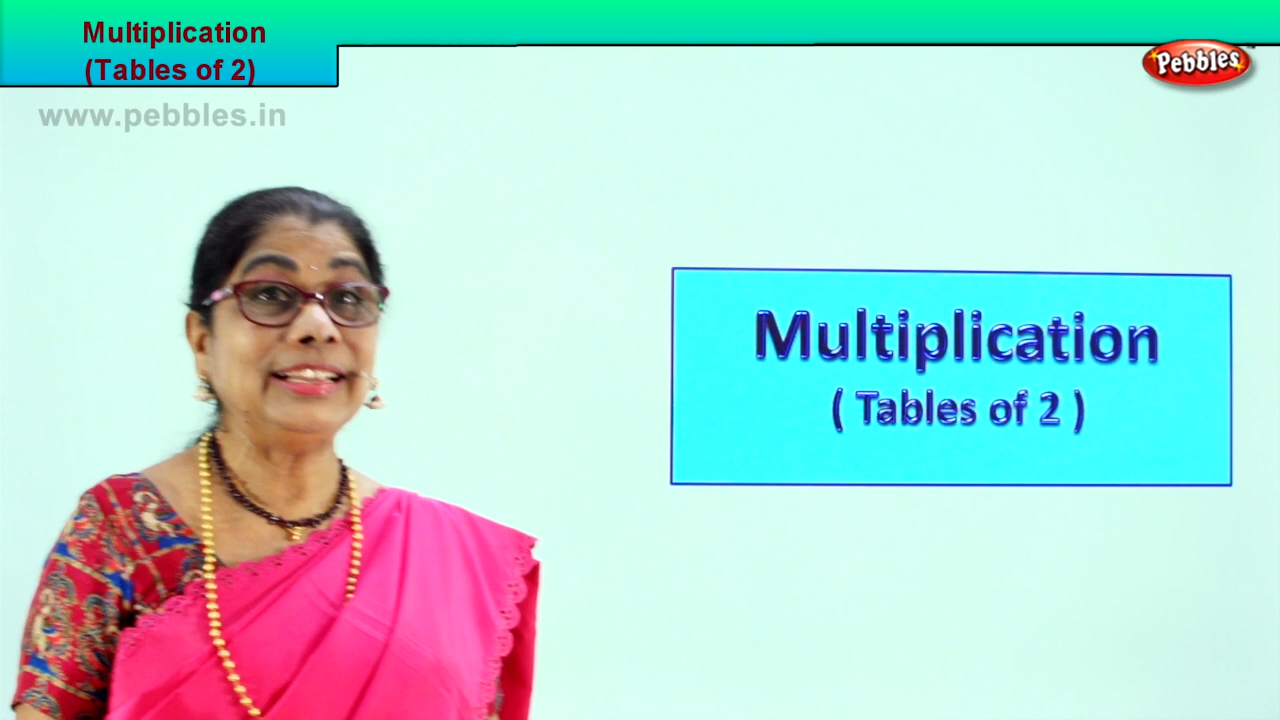 Multiplication
(Tables of 2)
Pebbles
www.pebbles.in
Multiplication
( Tables of 2 )